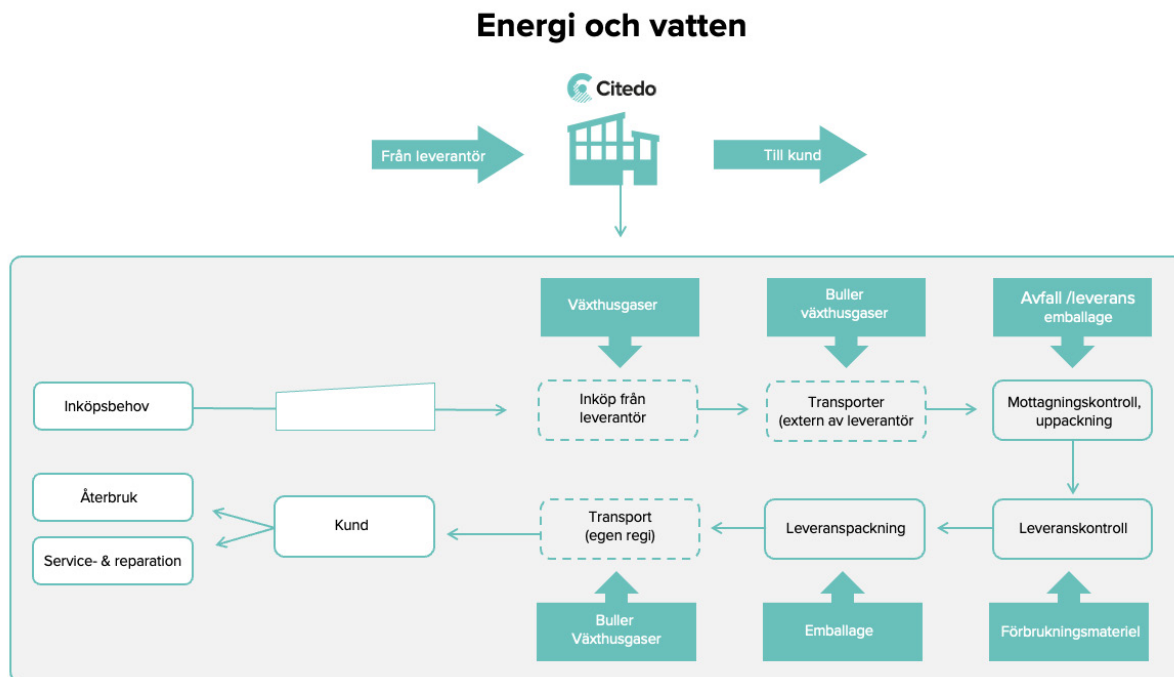 Energi och vatten
Citedo
Från leverantör
Till kund
Växthusgaser
Buller
växthusgaser
Avfall /leverans
emballage
Inköpsbehov
Inköp från
leverantör
Transporter
(extern av leverantör
Mottagningskontroll,
uppackning
Återbruk
Service- & reparation
Kund
Transport
(egen regi)
Leveranspackning
Leveranskontroll
Buller
Växthusgaser
Emballage
Förbrukningsmateriel